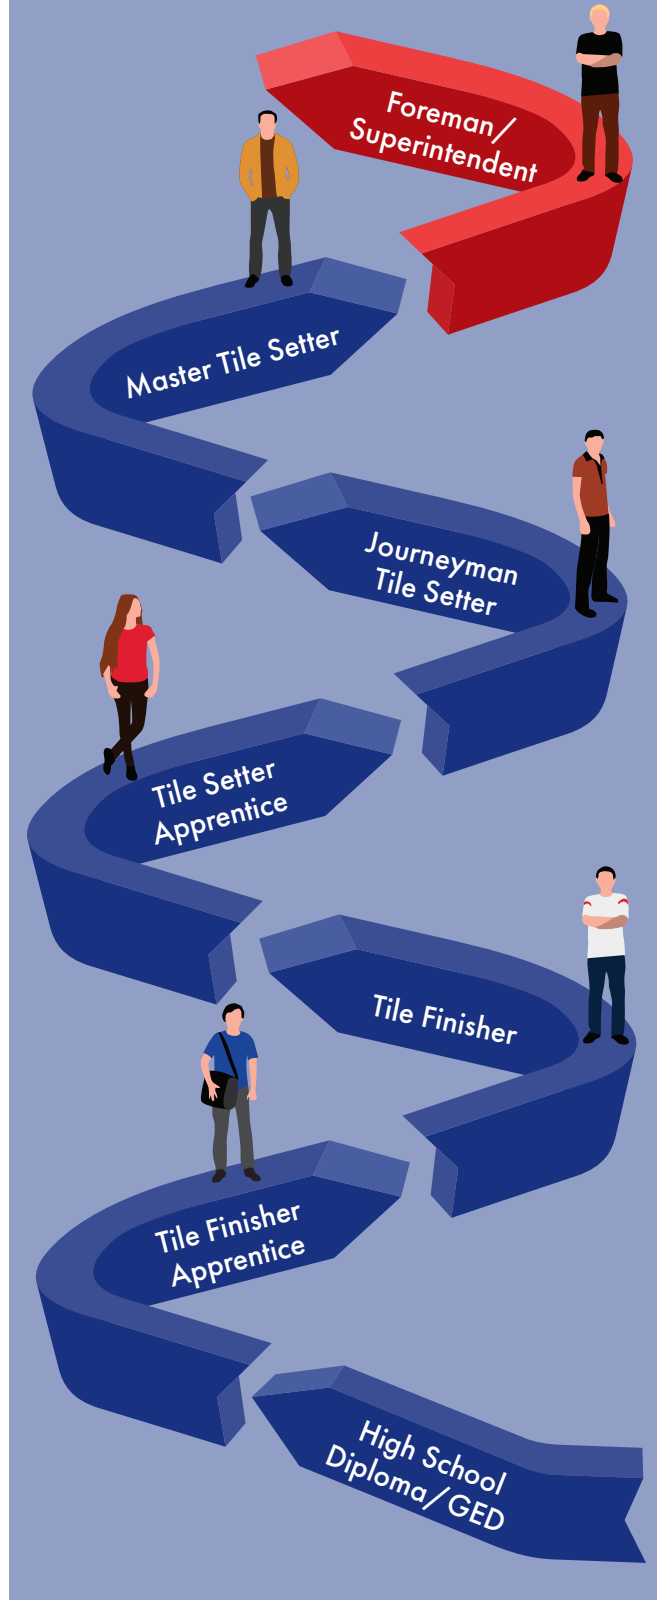 Foreman/
Superintendent
Master Tile Setter
Journeyman
Tile Setter
Tile Setter
Apprentice
Tile Finisher
Tile Finisher
Apprentice
High School
Diploma/GED